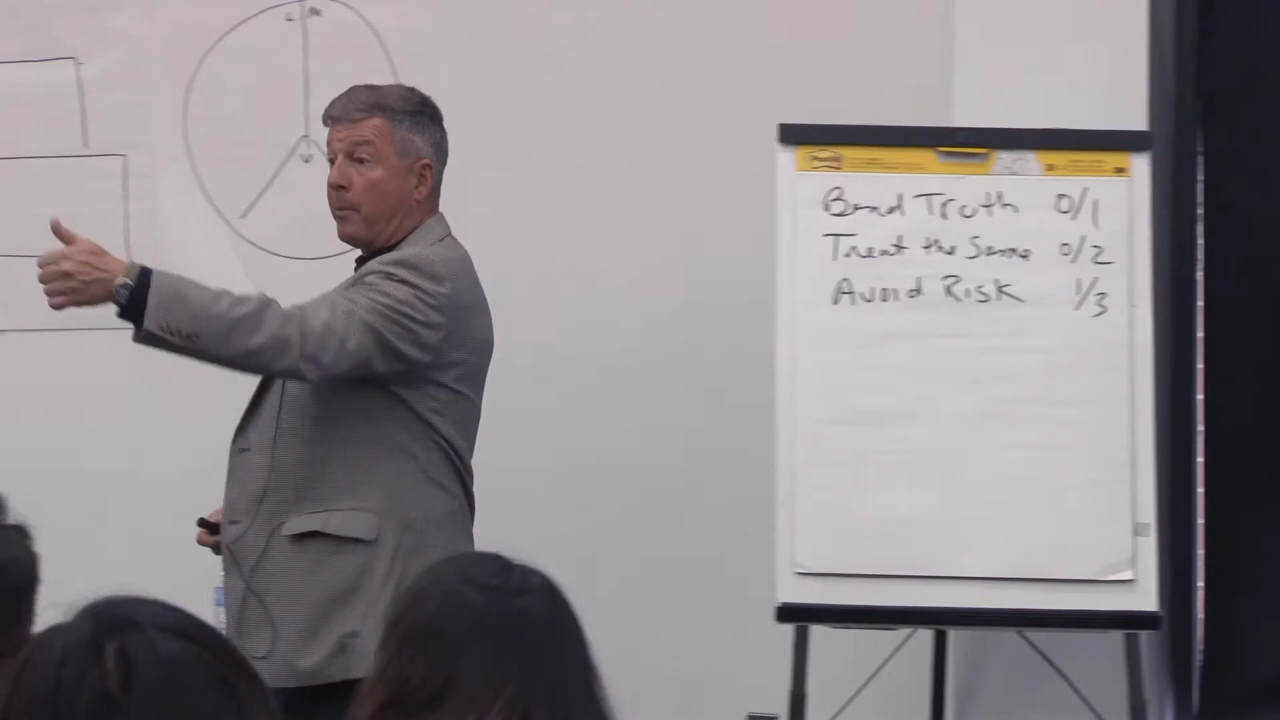 Bend Truth 0/1
Treat the Same 0/2
Avoid Risk 1/3